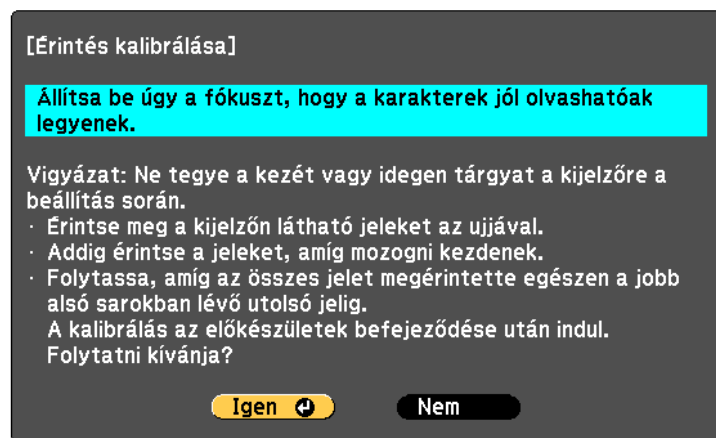 [Érintés kalibrálása]
Állítsa be úgy a fókuszt, hogy a karakterek jól olvashatóak
legyenek.
Vigyázat: Ne tegye a kezét vagy idegen tárgyat a kijelzőre a
beállítás során.
· Érintse meg a kijelzőn látható jeleket az ujjával.
· Addig érintse a jeleket, amíg mozogni kezdenek.
· Folytassa, amíg az összes jelet megérintette egészen a jobb
alsó sarokban lévő utolsó jelig.
A kalibrálás az előkészületek befejeződése után indul.
Folytatni kívánja?
Igen Nem